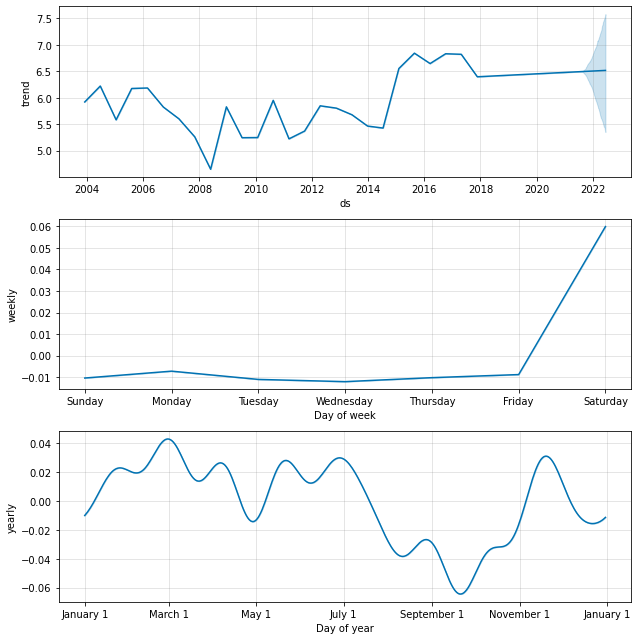 7.5
7.0
6.5
6.0
5.5
5.0
trend
2004 2006 2008 2010 2012 2014 2016 2018 2020 2022
ds
0.06
0.05
0.04
0.03
0.02
0.01
0.00
−0.01
weekly
Sunday Monday Tuesday Wednesday Thursday Friday Saturday
Day of week
0.04
0.02
0.00
−0.02
−0.04
−0.06
yearly
January 1 March 1 May 1 July 1 September 1 November 1 January 1
Day of year